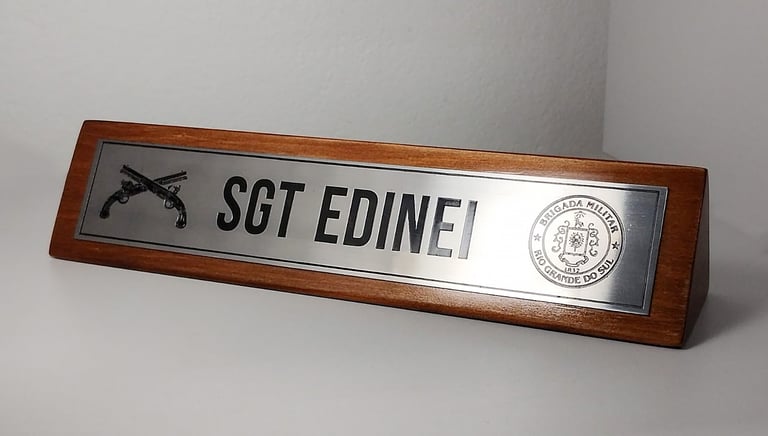 SGT EDINEI
BRIGADA MILITAR
1837
RIO GRANDE DO SUL